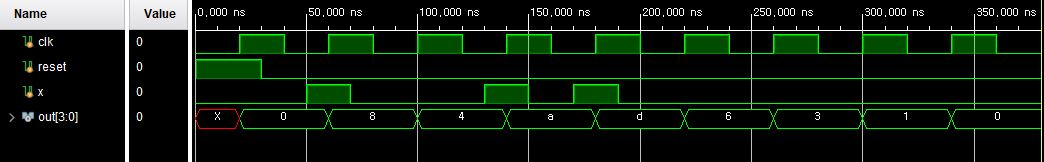 Name Value 0,000 ns 50,000 ns 100,000 ns 150,000 ns 200,000 ns 250,000 ns 300,000 ns 350,000 ns
clk 0
reset 0
x 0
out[3:0] 0 X 0 8 4 a d 6 3 1 0